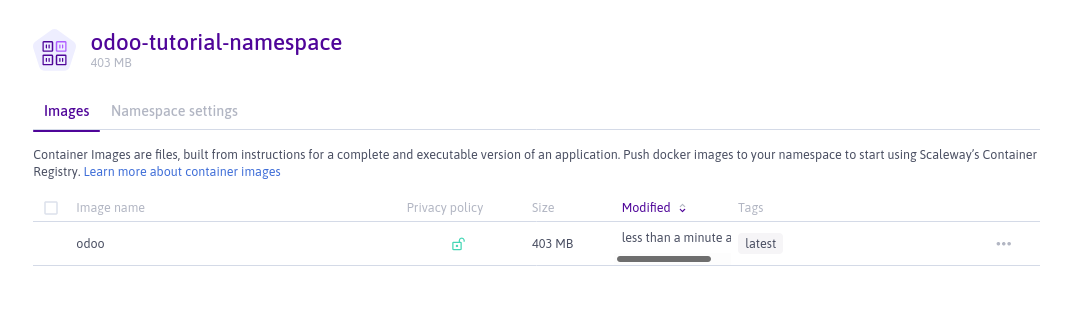 odoo-tutorial-namespace
403 MB
Images
Namespace settings
Container Images are files, built from instructions for a complete and executable version of an application. Push docker images to your namespace to start using Scaleway's Container
Registry. Learn more about container images
Image name Privacy policy Size Modified Tags
odoo 403 MB less than a minute a latest